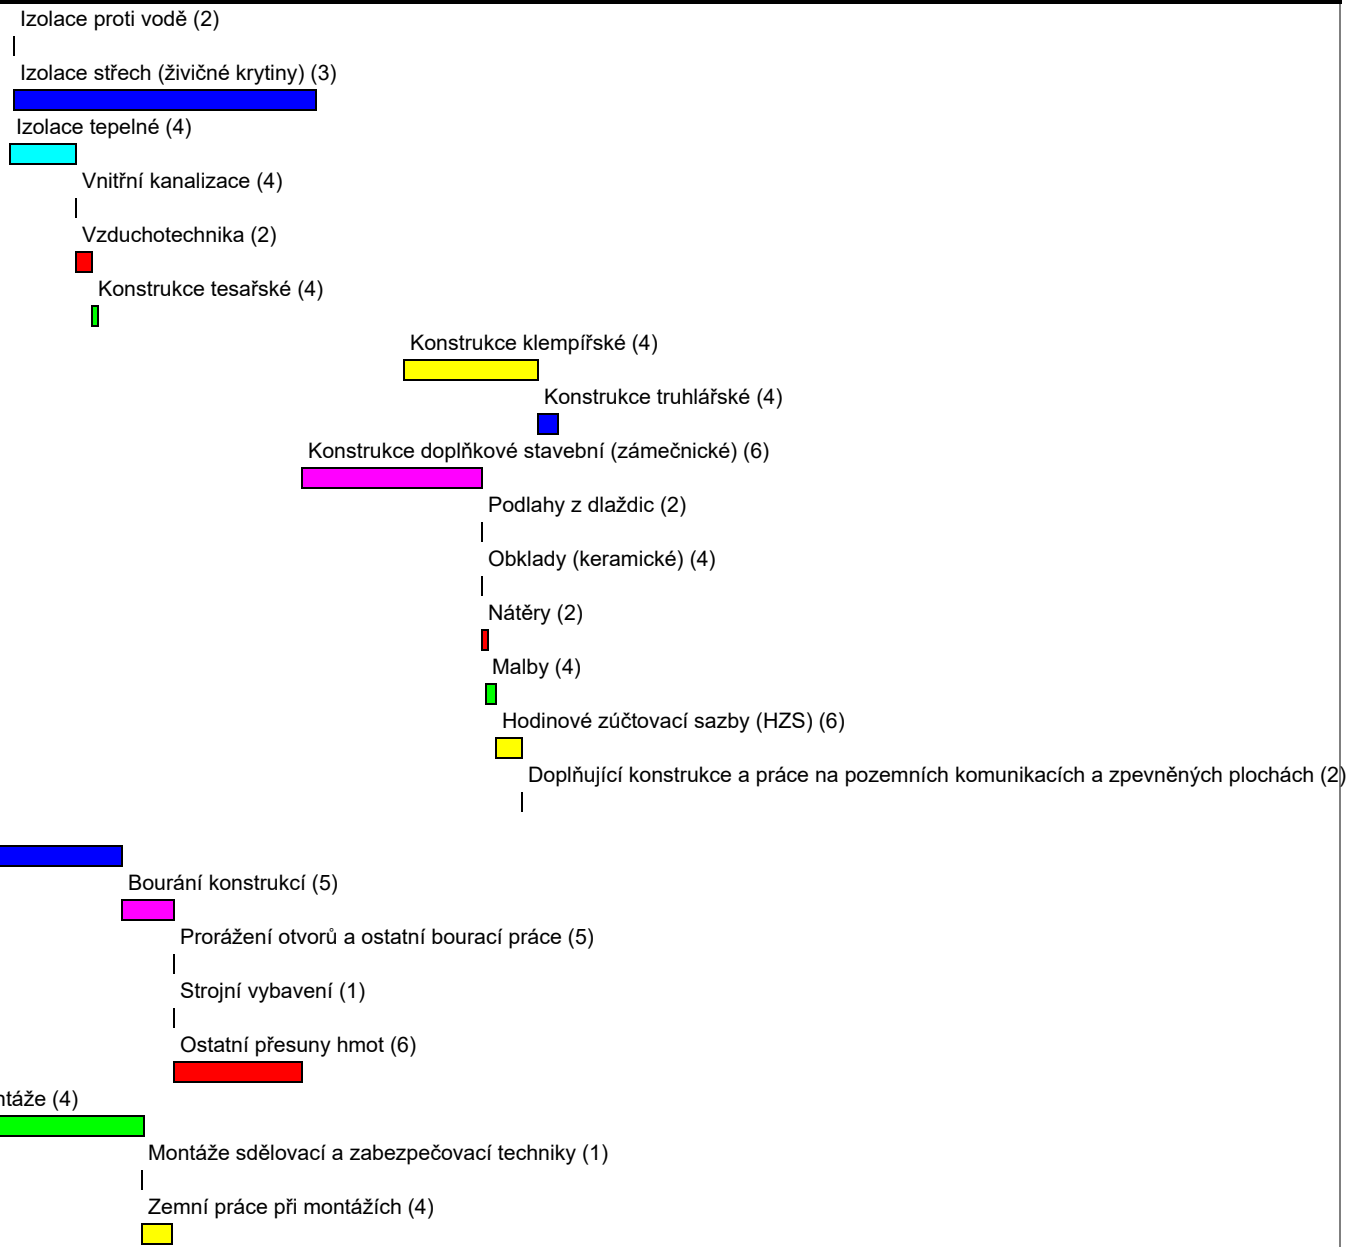 Izolace proti vodě (2)
Izolace střech (živičné krytiny) (3)
Izolace tepelné (4)
Vnitřní kanalizace (4)
Vzduchotechnika (2)
Konstrukce tesařské (4)
Konstrukce klempířské (4)
Konstrukce truhlářské (4)
Konstrukce doplňkové stavební (zámečnické) (6)
Podlahy z dlaždic (2)
Obklady (keramické) (4)
Nátěry (2)
Malby (4)
Hodinové zúčtovací sazby (HZS) (6)
Doplňující konstrukce a práce na pozemních komunikacích a zpevněných plochách (2)
Bourání konstrukcí (5)
Prorážení otvorů a ostatní bourací práce (5)
Strojní vybavení (1)
Ostatní přesuny hmot (6)
ntáže (4)
Montáže sdělovací a zabezpečovací techniky (1)
Zemní práce při montážích (4)